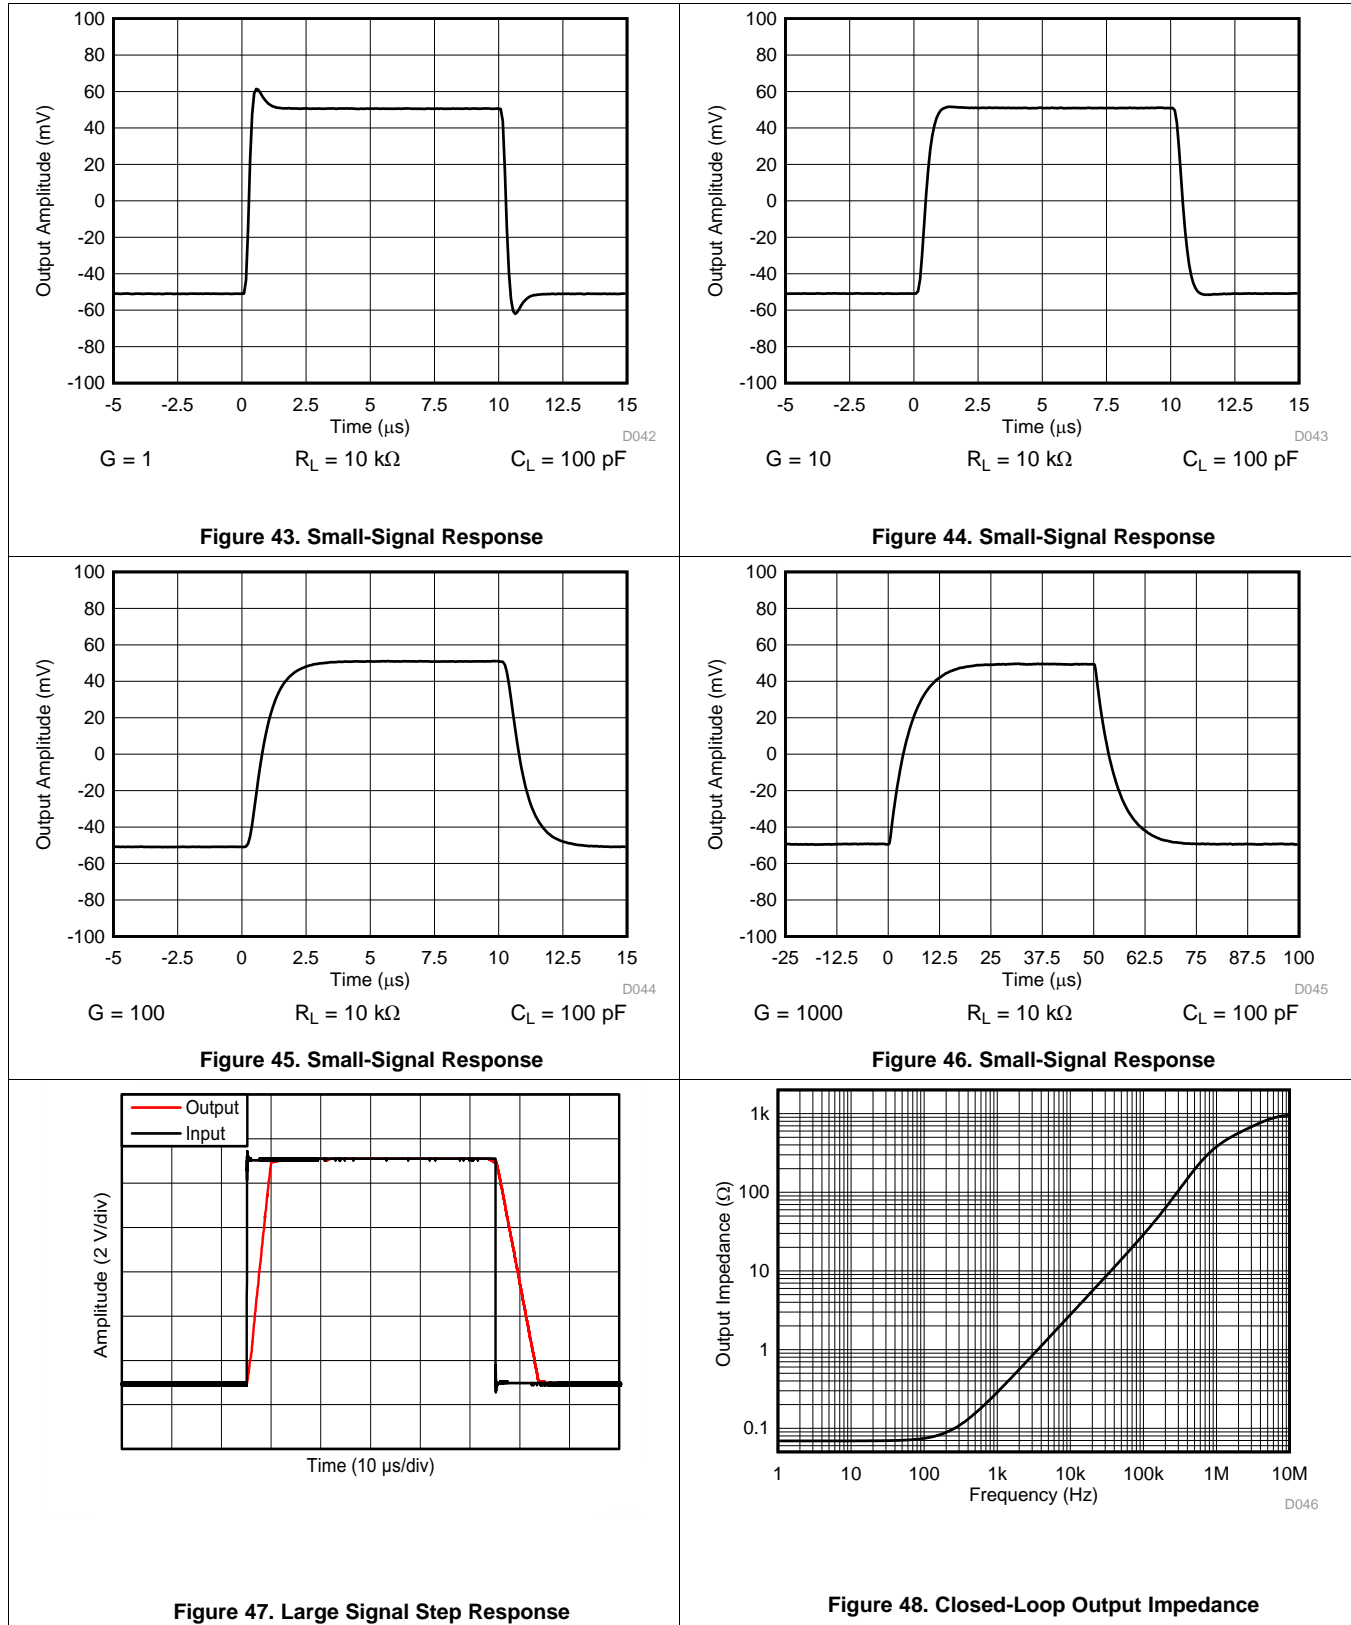 100
80
60
40
20
0
-20
-40
-60
-80
-100
Output Amplitude (mV)
-5 -2.5 0 2.5 5 7.5 10 12.5 15
Time (μs)
D042
G = 1 R_L = 10 kΩ C_L = 100 pF
Figure 43. Small-Signal Response
100
80
60
40
20
0
-20
-40
-60
-80
-100
Output Amplitude (mV)
-5 -2.5 0 2.5 5 7.5 10 12.5 15
Time (μs)
D043
G = 10 R_L = 10 kΩ C_L = 100 pF
Figure 44. Small-Signal Response
100
80
60
40
20
0
-20
-40
-60
-80
-100
Output Amplitude (mV)
-5 -2.5 0 2.5 5 7.5 10 12.5 15
Time (μs)
D044
G = 100 R_L = 10 kΩ C_L = 100 pF
Figure 45. Small-Signal Response
100
80
60
40
20
0
-20
-40
-60
-80
-100
Output Amplitude (mV)
-25 -12.5 0 12.5 25 37.5 50 62.5 75 87.5 100
Time (μs)
D045
G = 1000 R_L = 10 kΩ C_L = 100 pF
Figure 46. Small-Signal Response
Output
Input
Amplitude (2 V/div)
Time (10 μs/div)
Figure 47. Large Signal Step Response
1k
100
10
1
0.1
Output Impedance (Ω)
1 10 100 1k 10k 100k 1M 10M
Frequency (Hz)
D046
Figure 48. Closed-Loop Output Impedance